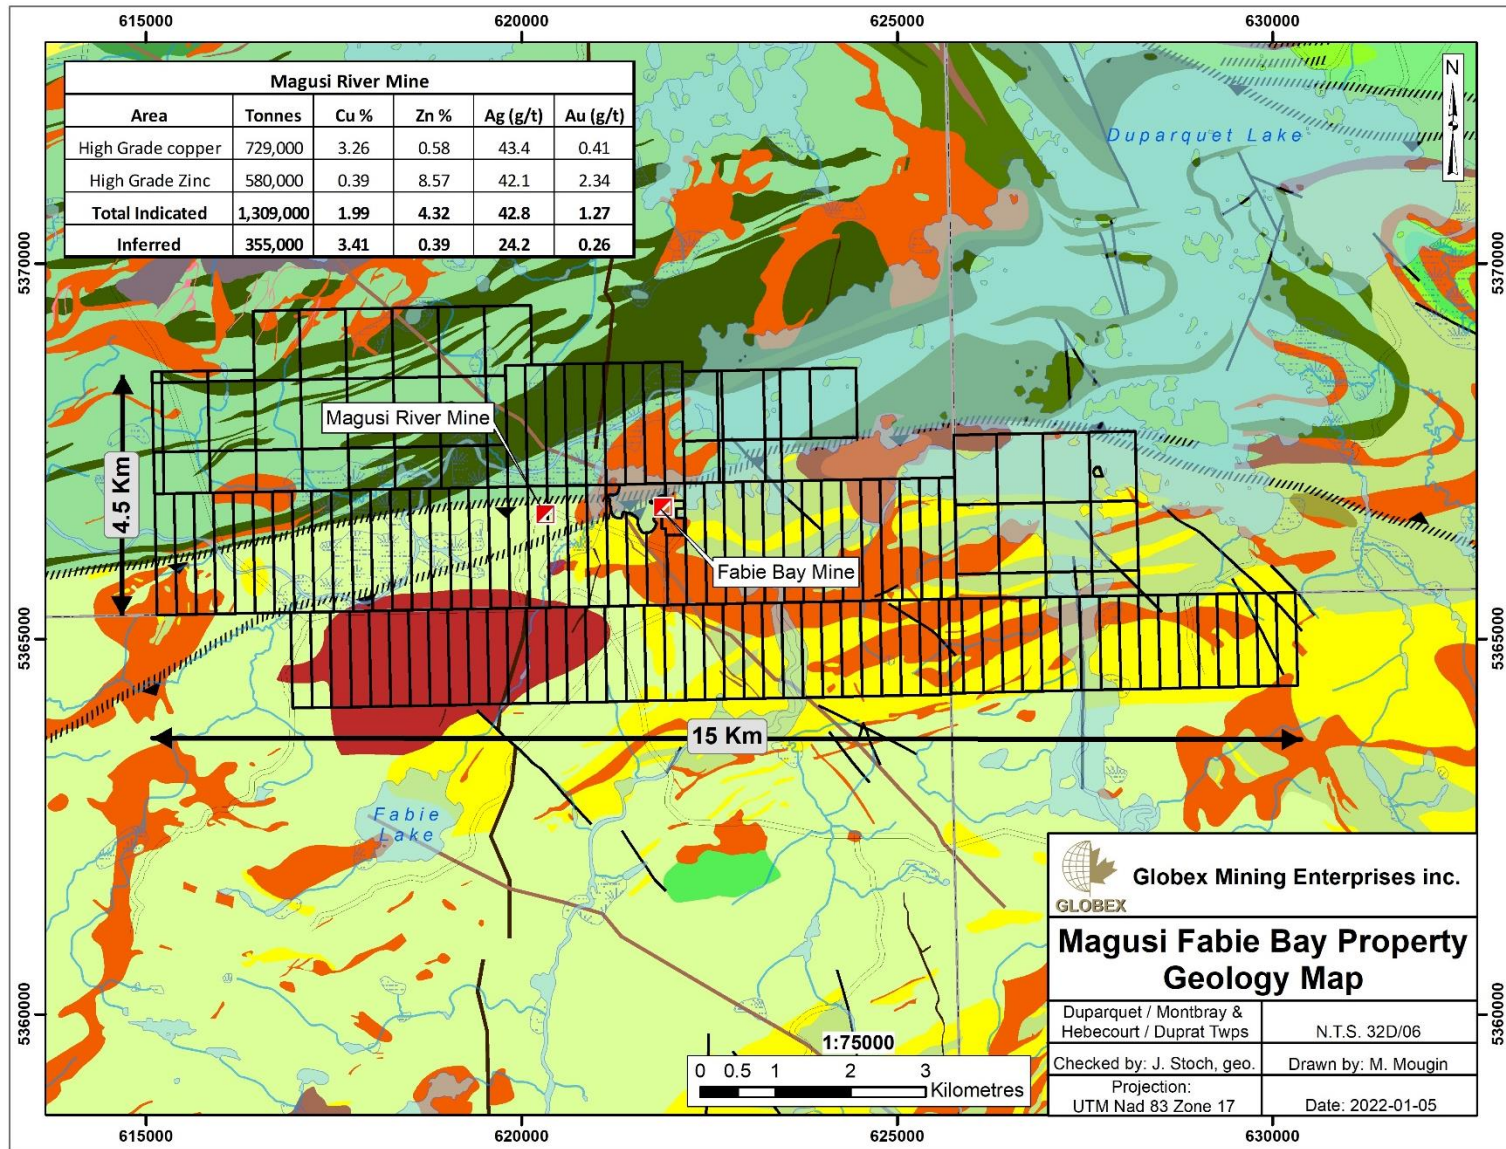 615000 620000 625000 630000
Magusi River Mine
Area Tonnes Cu % Zn % Ag (g/t) Au (g/t)
High Grade copper 729,000 3.26 0.58 43.4 0.41
High Grade Zinc 580,000 0.39 8.57 42.1 2.34
Total Indicated 1,309,000 1.99 4.32 42.8 1.27
Inferred 355,000 3.41 0.39 24.2 0.26
N
Duparquet Lake
5370000 5370000
Magusi River Mine
4.5 Km
Fabie Bay Mine
5365000 5365000
15 Km
Fabie
Lake
GLOBEX
Globex Mining Enterprises inc.
Magusi Fabie Bay Property
Geology Map
Duparquet / Montbray &
Hebecourt / Duprat Twps
N.T.S. 32D/06
Checked by: J. Stoch, geo.
Drawn by: M. Mougin
Projection:
UTM Nad 83 Zone 17
Date: 2022-01-05
5360000 5360000
1:75000
0 0.5 1 2 3
Kilometres
615000 620000 625000 630000